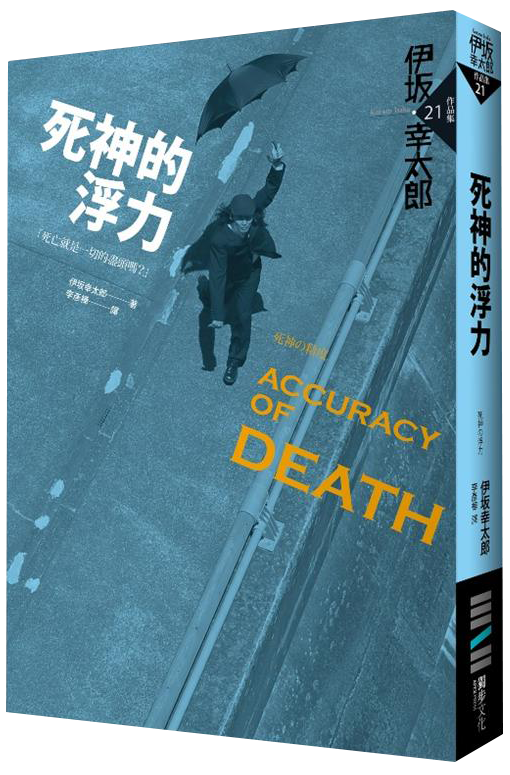 死神的
浮力
「死亡就是一切的盡頭嗎？」
伊坂幸太郎——著
李彥樺——譯
伊坂幸太郎
作品集
21
死神の精度
ACCURACY
OF
DEATH
伊坂
幸太郎
作品集
21
死神的浮力
死神の浮力
伊坂幸太郎
李彥樺 譯
獨步文化